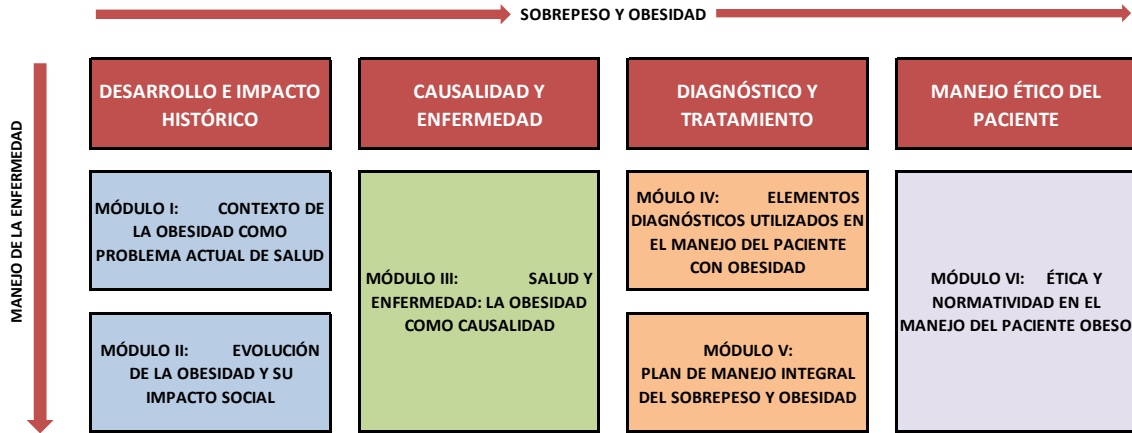 SOBREPESO Y OBESIDAD
MANEJO DE LA ENFERMEDAD
DESARROLLO E IMPACTO
HISTÓRICO
CAUSALIDAD Y
ENFERMEDAD
DIAGNÓSTICO Y
TRATAMIENTO
MANEJO ÉTICO DEL
PACIENTE
MÓDULO I: CONTEXTO DE
LA OBESIDAD COMO
PROBLEMA ACTUAL DE SALUD
MÓDULO II: EVOLUCIÓN
DE LA OBESIDAD Y SU
IMPACTO SOCIAL
MÓDULO III: SALUD Y
ENFERMEDAD: LA OBESIDAD
COMO CAUSALIDAD
MÓULO IV: ELEMENTOS
DIAGNÓSTICOS UTILIZADOS EN
EL MANEJO DEL PACIENTE
CON OBESIDAD
MÓDULO V:
PLAN DE MANEJO INTEGRAL
DEL SOBREPESO Y OBESIDAD
MÓDULO VI: ÉTICA Y
NORMATIVIDAD EN EL
MANEJO DEL PACIENTE OBESO